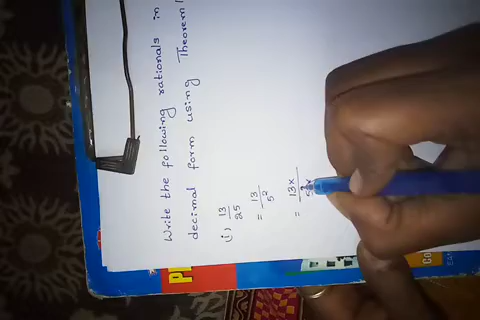 Write the following rationals in
decimal form using Theorem
(i) 13/25
= 13/5²
= 13×